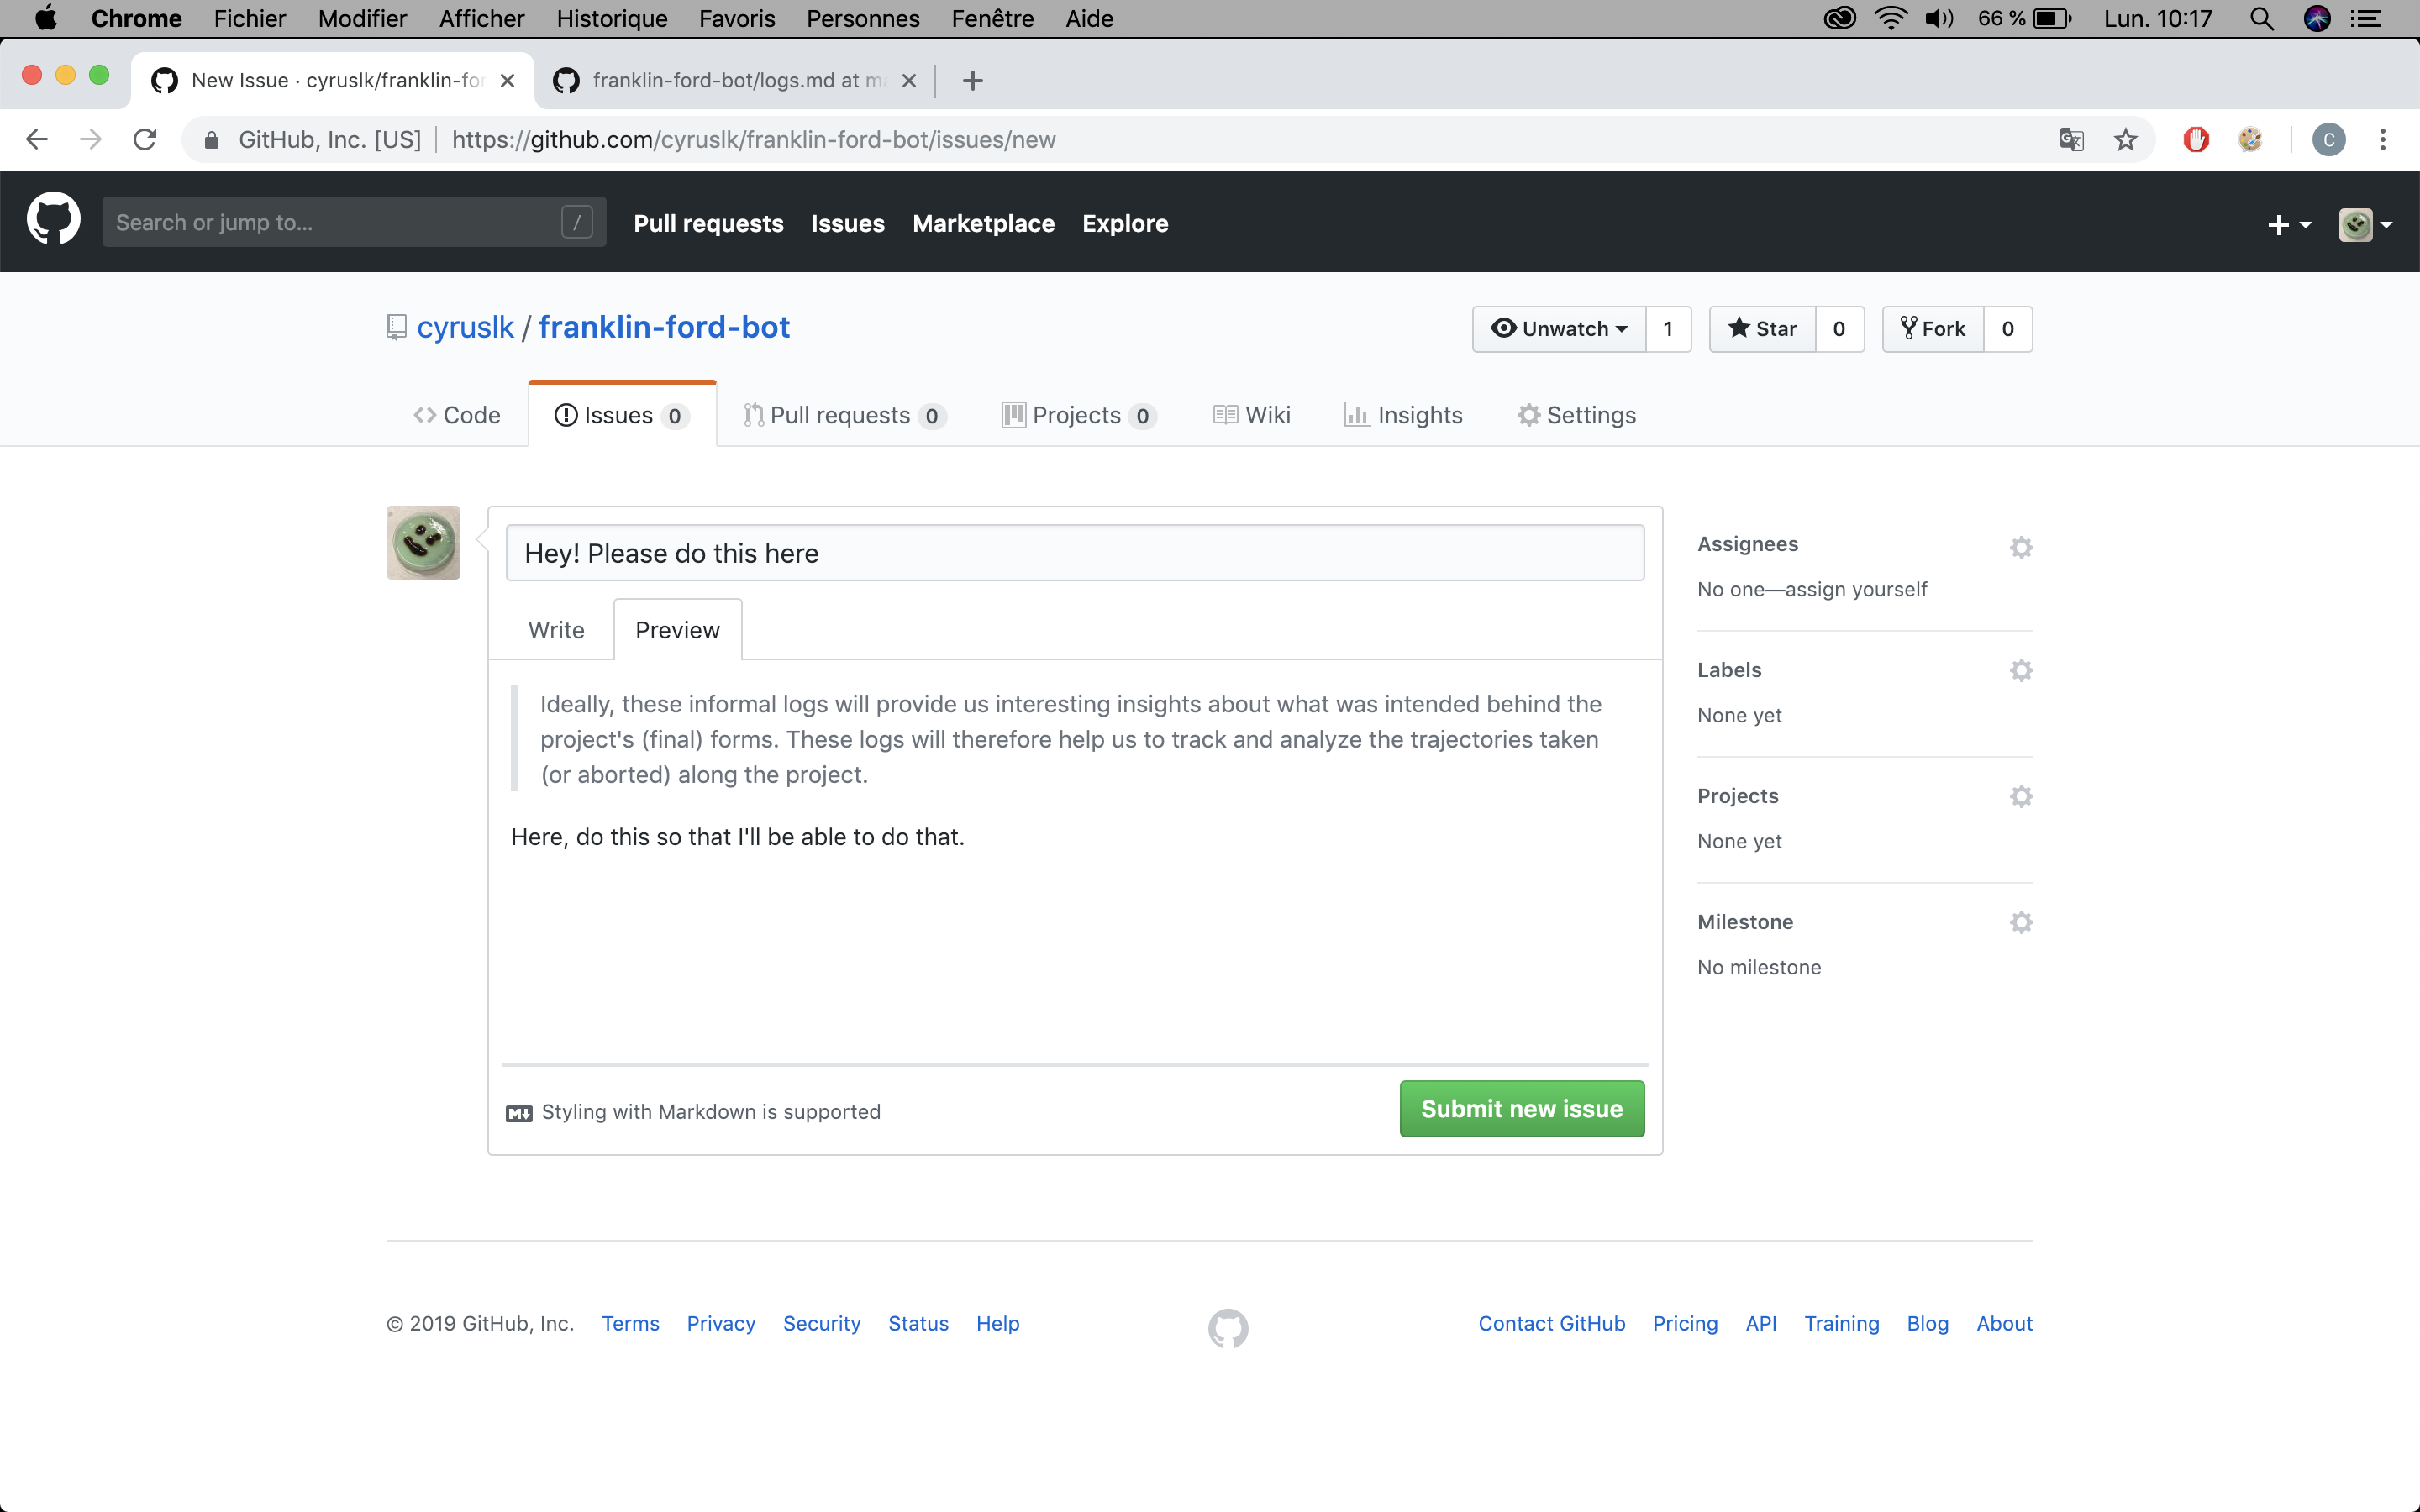 Chrome Fichier Modifier Afficher Historique Favoris Personnes Fenêtre Aide 66 % Lun. 10:17
New Issue · cyruslk/franklin-for franklin-ford-bot/logs.md at ma
GitHub, Inc. [US] https://github.com/cyruslk/franklin-ford-bot/issues/new C
Search or jump to... / Pull requests Issues Marketplace Explore
cyruslk / franklin-ford-bot Unwatch 1 Star 0 Fork 0
Code Issues 0 Pull requests 0 Projects 0 Wiki Insights Settings
Hey! Please do this here
Write Preview
Ideally, these informal logs will provide us interesting insights about what was intended behind the
project's (final) forms. These logs will therefore help us to track and analyze the trajectories taken
(or aborted) along the project.
Here, do this so that I'll be able to do that.
Styling with Markdown is supported
Submit new issue
Assignees
No one—assign yourself
Labels
None yet
Projects
None yet
Milestone
No milestone
© 2019 GitHub, Inc. Terms Privacy Security Status Help Contact GitHub Pricing API Training Blog About